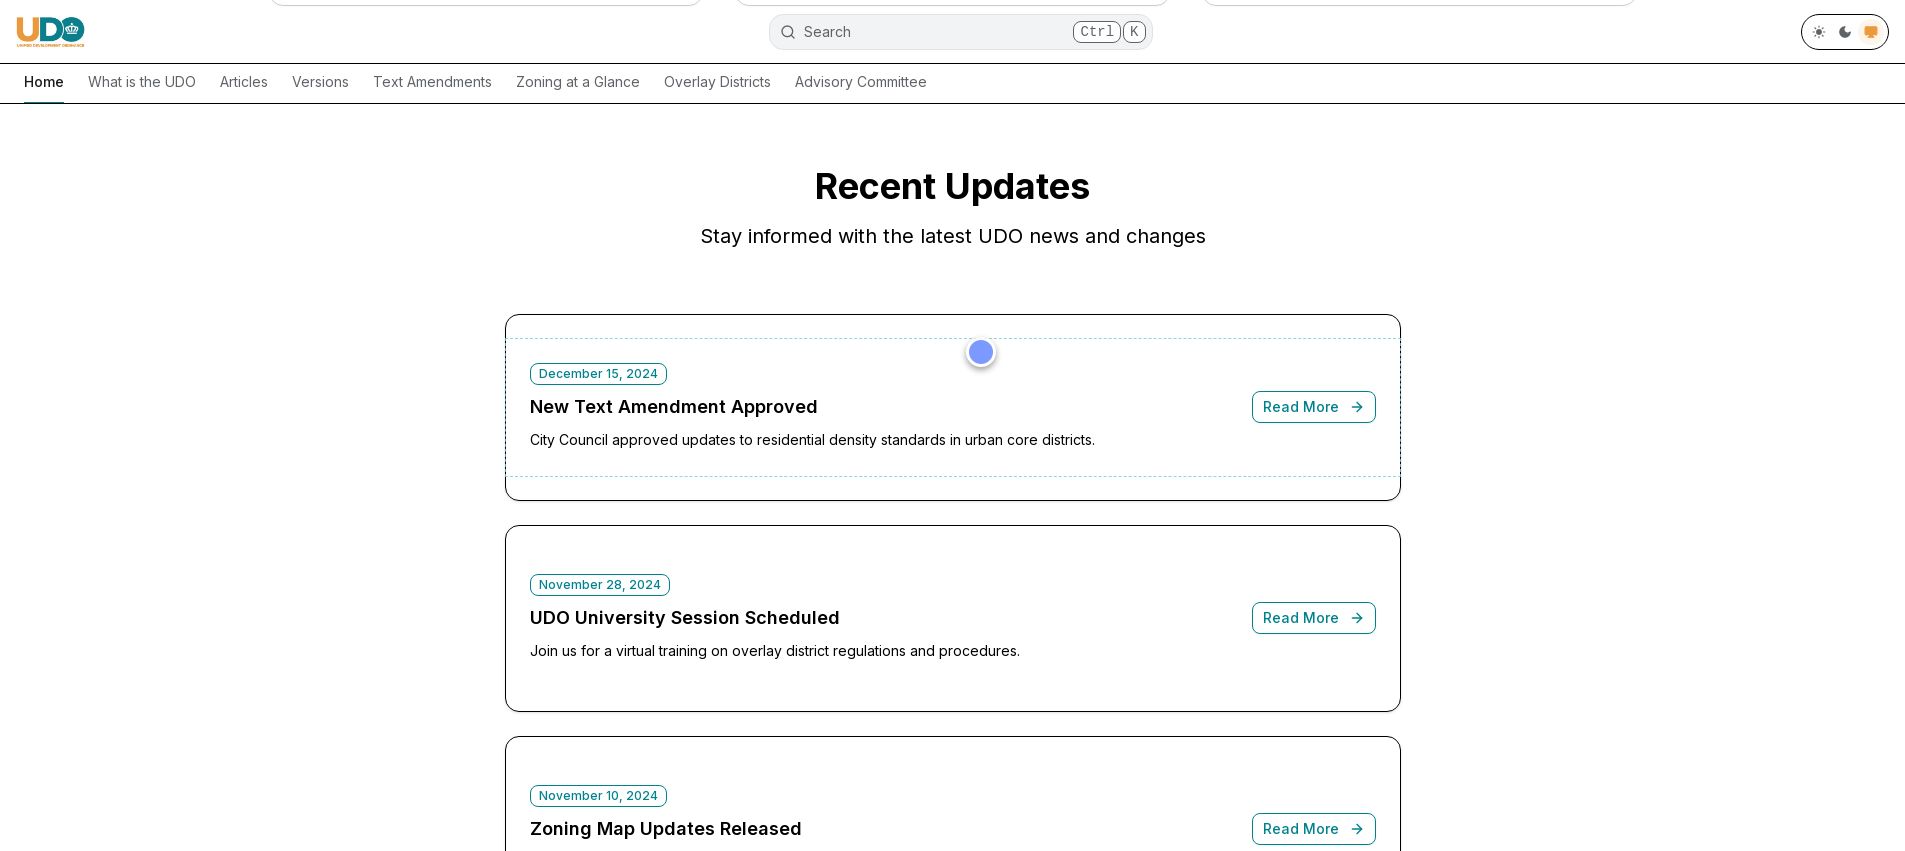 UDO
UNIFIED DEVELOPMENT ORDINANCE
Search
Ctrl K
Home What is the UDO Articles Versions Text Amendments Zoning at a Glance Overlay Districts Advisory Committee
Recent Updates
Stay informed with the latest UDO news and changes
December 15, 2024
New Text Amendment Approved
Read More
City Council approved updates to residential density standards in urban core districts.
November 28, 2024
UDO University Session Scheduled
Read More
Join us for a virtual training on overlay district regulations and procedures.
November 10, 2024
Zoning Map Updates Released
Read More